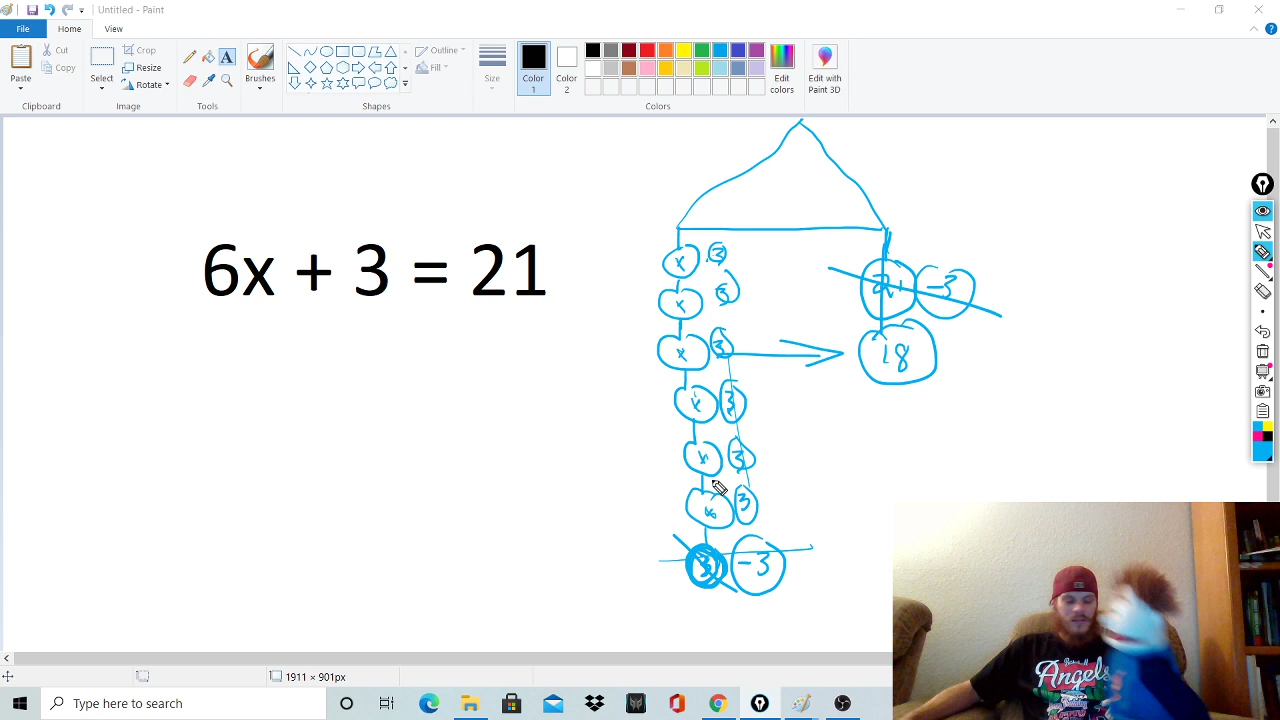 Untitled - Paint
File Home View
Paste
Cut
Copy
Clipboard
Select
Crop
Resize
Rotate
Image
Tools
Brushes
Shapes
Outline
Fill
Size
Color 1
Color 2
Edit colors
Colors
Edit with Paint 3D
6x + 3 = 21
x 3
x 3
21 -3
x 3
18
x 3
x 3
x 3
3 -3
Angels
1911 × 901px
Type here to search